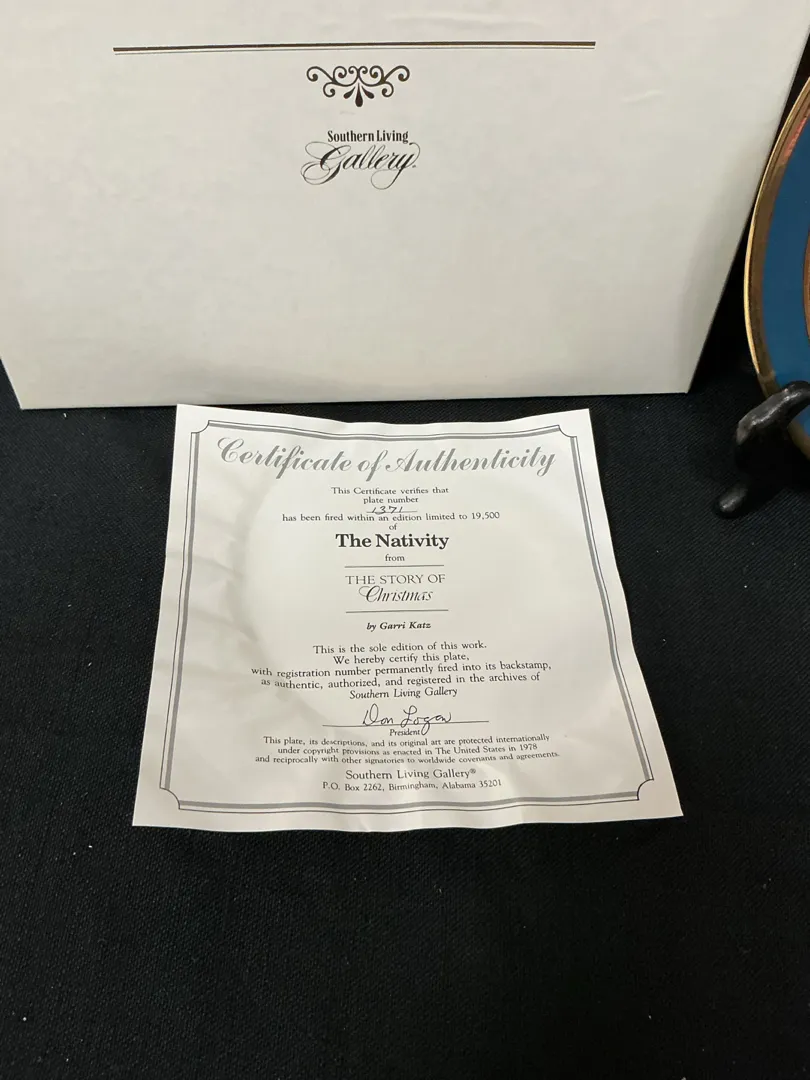 Southern Living
Gallery®
Certificate of Authenticity
This Certificate verifies that
plate number
1371
has been fired within an edition limited to 19,500
of
The Nativity
from
THE STORY OF
Christmas
by Garri Katz
This is the sole edition of this work.
We hereby certify this plate,
with registration number permanently fired into its backstamp,
as authentic, authorized, and registered in the archives of
Southern Living Gallery
Don Logan
President
This plate, its descriptions, and its original art are protected internationally
under copyright provisions as enacted in The United States in 1978
and reciprocally with other signatories to worldwide covenants and agreements.
Southern Living Gallery®
P.O. Box 2262, Birmingham, Alabama 35201